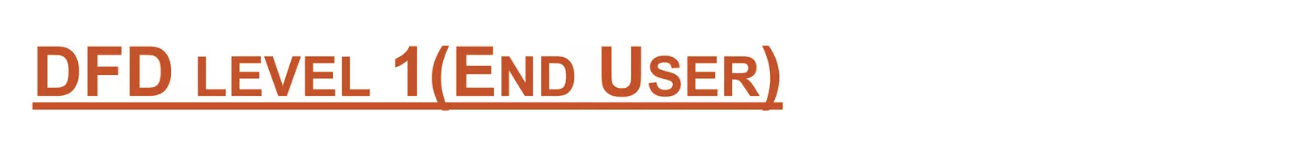 DFD LEVEL 1(END USER)